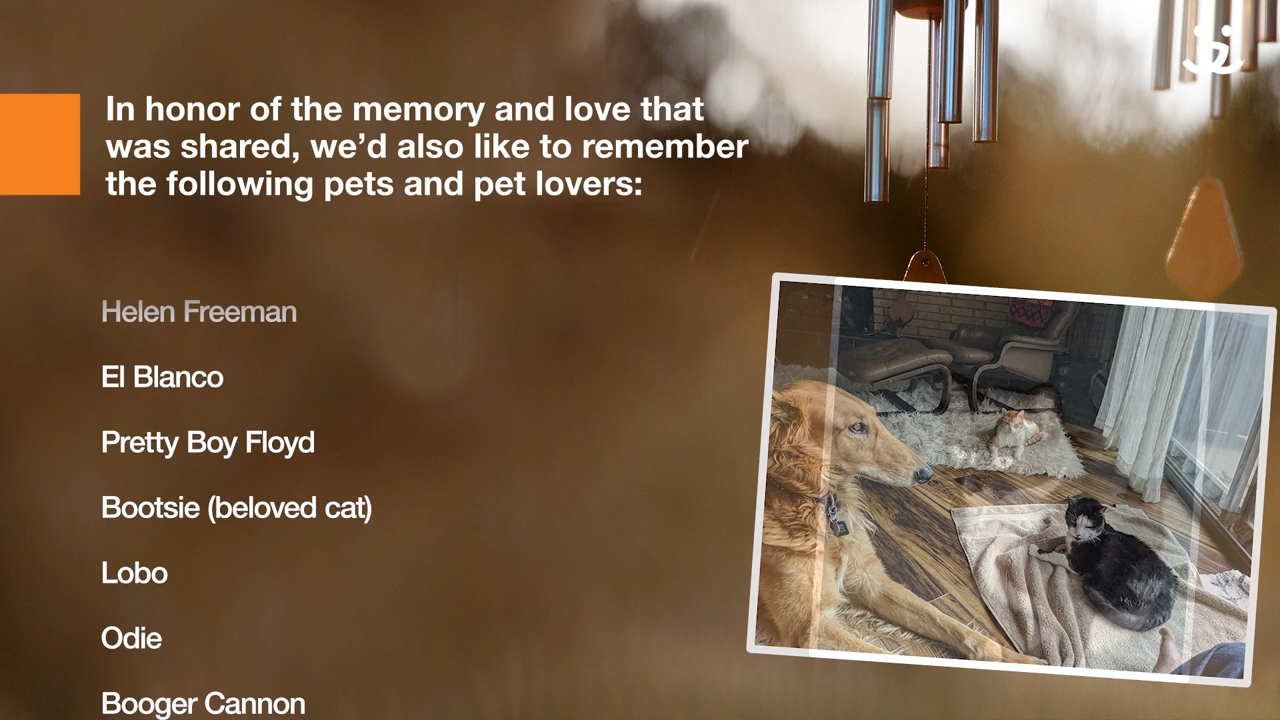 In honor of the memory and love that
was shared, we’d also like to remember
the following pets and pet lovers:
Helen Freeman
El Blanco
Pretty Boy Floyd
Bootsie (beloved cat)
Lobo
Odie
Booger Cannon